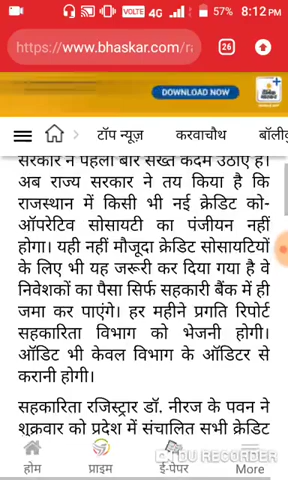 VOLTE 4G 57% 8:12 PM
https://www.bhaskar.com/ra 26
DOWNLOAD NOW
टॉप न्यूज़ करवाचौथ बॉलीवु
सरकार ने पहली बार सख्त कदम उठाए हैं।
अब राज्य सरकार ने तय किया है कि
राजस्थान में किसी भी नई क्रेडिट को-
ऑपरेटिव सोसायटी का पंजीयन नहीं
होगा। यही नहीं मौजूदा क्रेडिट सोसायटियों
के लिए भी यह जरूरी कर दिया गया है वे
निवेशकों का पैसा सिर्फ सहकारी बैंक में ही
जमा कर पाएंगे। हर महीने प्रगति रिपोर्ट
सहकारिता विभाग को भेजनी होगी।
ऑडिट भी केवल विभाग के ऑडिटर से
करानी होगी।
सहकारिता रजिस्ट्रार डॉ. नीरज के पवन ने
शुक्रवार को प्रदेश में संचालित सभी क्रेडिट
होम प्राइम ई-पेपर More
DU RECORDER